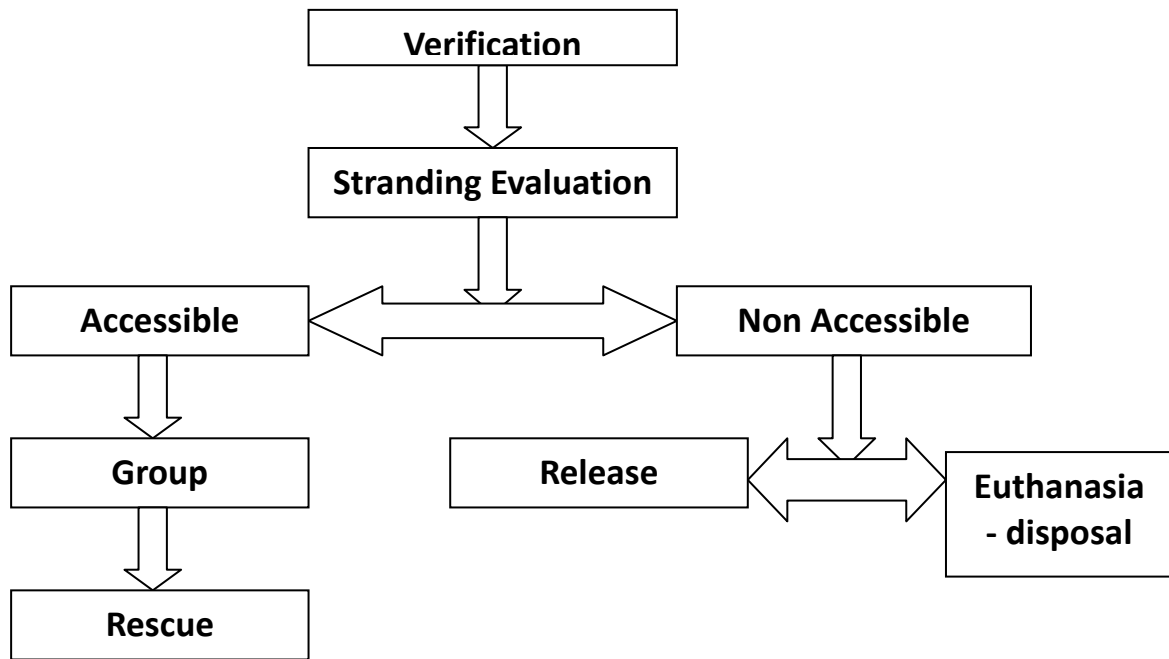 Verification
Stranding Evaluation
Accessible
Non Accessible
Group
Release
Euthanasia
- disposal
Rescue